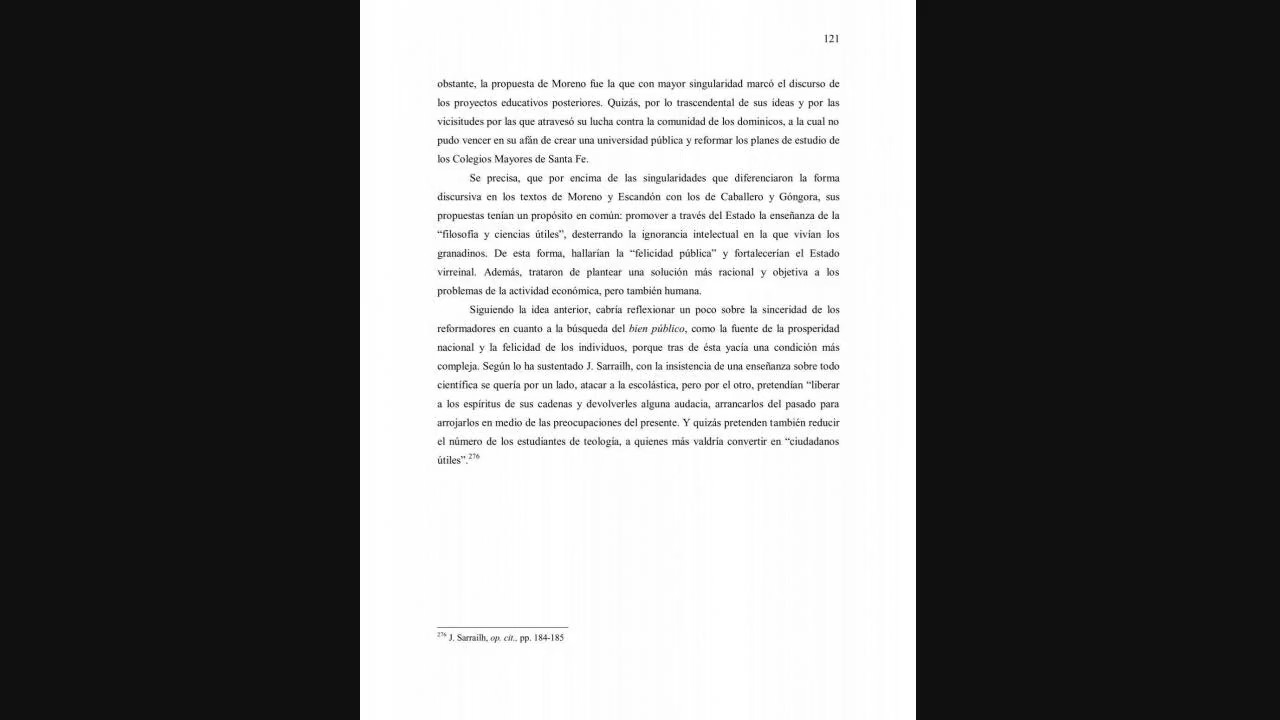 121
obstante, la propuesta de Moreno fue la que con mayor singularidad marcó el discurso de
los proyectos educativos posteriores. Quizás, por lo trascendental de sus ideas y por las
vicisitudes por las que atravesó su lucha contra la comunidad de los dominicos, a la cual no
pudo vencer en su afán de crear una universidad pública y reformar los planes de estudio de
los Colegios Mayores de Santa Fe.
Se precisa, que por encima de las singularidades que diferenciaron la forma
discursiva en los textos de Moreno y Escandón con los de Caballero y Góngora, sus
propuestas tenían un propósito en común: promover a través del Estado la enseñanza de la
“filosofía y ciencias útiles”, desterrando la ignorancia intelectual en la que vivían los
granadinos. De esta forma, hallarían la “felicidad pública” y fortalecerían el Estado
virreinal. Además, trataron de plantear una solución más racional y objetiva a los
problemas de la actividad económica, pero también humana.
Siguiendo la idea anterior, cabría reflexionar un poco sobre la sinceridad de los
reformadores en cuanto a la búsqueda del bien público, como la fuente de la prosperidad
nacional y la felicidad de los individuos, porque tras de ésta yacía una condición más
compleja. Según lo ha sustentado J. Sarrailh, con la insistencia de una enseñanza sobre todo
científica se quería por un lado, atacar a la escolástica, pero por el otro, pretendían “liberar
a los espíritus de sus cadenas y devolverles alguna audacia, arrancarlos del pasado para
arrojarlos en medio de las preocupaciones del presente. Y quizás pretenden también reducir
el número de los estudiantes de teología, a quienes más valdría convertir en “ciudadanos
útiles”.276
276 J. Sarrailh, op. cit., pp. 184-185